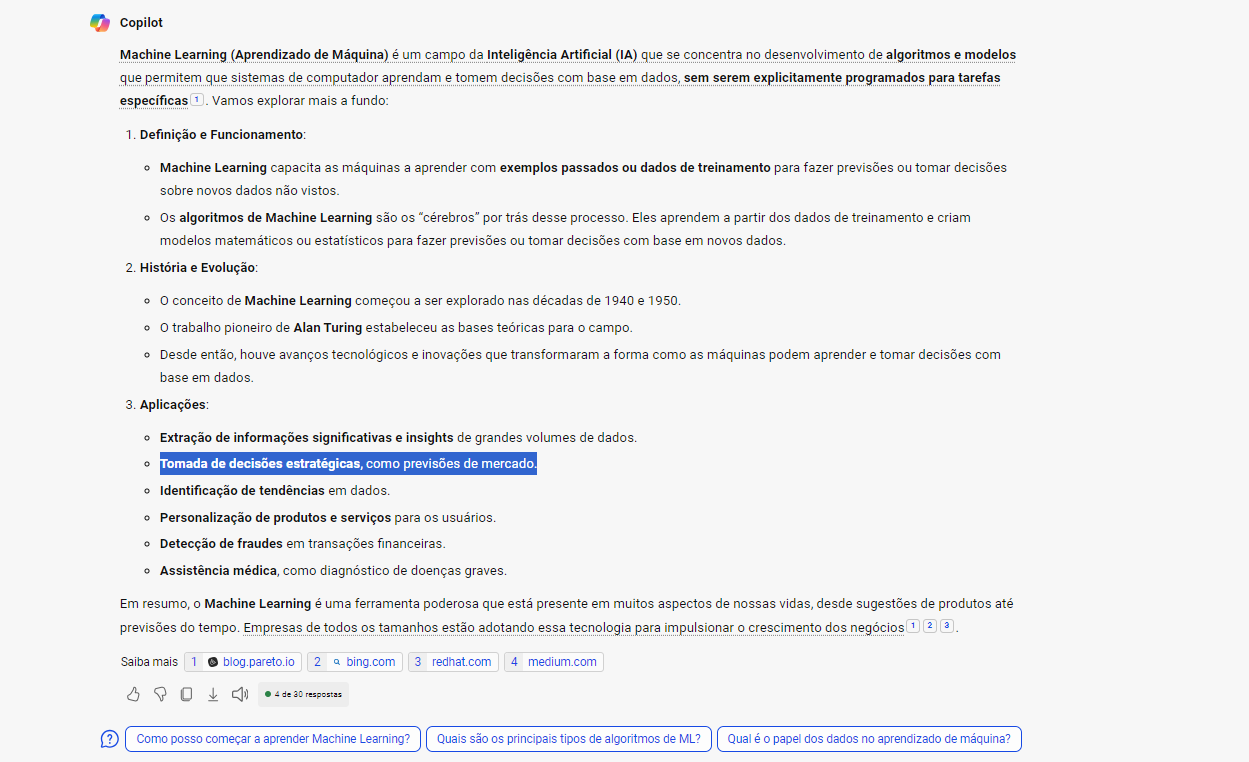 Copilot
Machine Learning (Aprendizado de Máquina) é um campo da Inteligência Artificial (IA) que se concentra no desenvolvimento de algoritmos e modelos
que permitem que sistemas de computador aprendam e tomem decisões com base em dados, sem serem explicitamente programados para tarefas
específicas 1. Vamos explorar mais a fundo:
1. Definição e Funcionamento:
Machine Learning capacita as máquinas a aprender com exemplos passados ou dados de treinamento para fazer previsões ou tomar decisões
sobre novos dados não vistos.
Os algoritmos de Machine Learning são os “cérebros” por trás desse processo. Eles aprendem a partir dos dados de treinamento e criam
modelos matemáticos ou estatísticos para fazer previsões ou tomar decisões com base em novos dados.
2. História e Evolução:
O conceito de Machine Learning começou a ser explorado nas décadas de 1940 e 1950.
O trabalho pioneiro de Alan Turing estabeleceu as bases teóricas para o campo.
Desde então, houve avanços tecnológicos e inovações que transformaram a forma como as máquinas podem aprender e tomar decisões com
base em dados.
3. Aplicações:
Extração de informações significativas e insights de grandes volumes de dados.
Tomada de decisões estratégicas, como previsões de mercado.
Identificação de tendências em dados.
Personalização de produtos e serviços para os usuários.
Detecção de fraudes em transações financeiras.
Assistência médica, como diagnóstico de doenças graves.
Em resumo, o Machine Learning é uma ferramenta poderosa que está presente em muitos aspectos de nossas vidas, desde sugestões de produtos até
previsões do tempo. Empresas de todos os tamanhos estão adotando essa tecnologia para impulsionar o crescimento dos negócios 1 2 3.
Saiba mais 1 blog.pareto.io 2 bing.com 3 redhat.com 4 medium.com
4 de 30 respostas
Como posso começar a aprender Machine Learning? Quais são os principais tipos de algoritmos de ML? Qual é o papel dos dados no aprendizado de máquina?